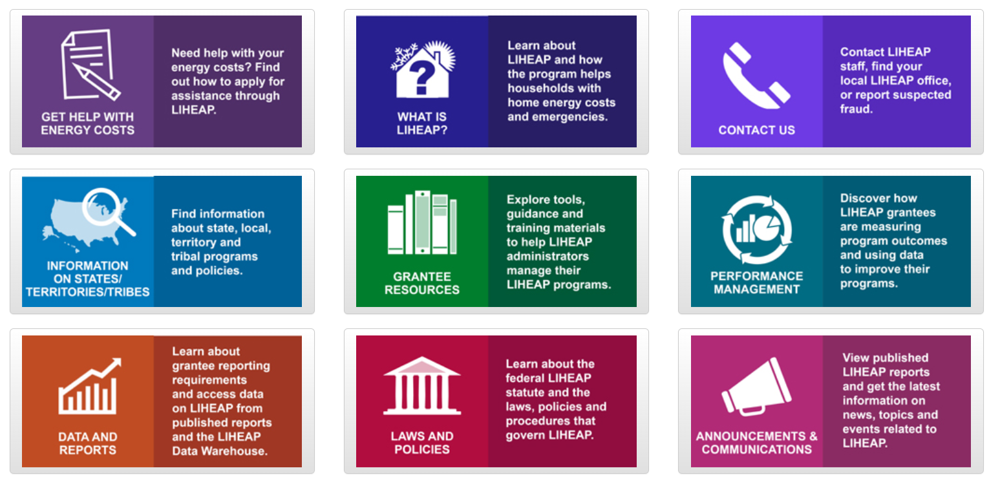 GET HELP WITH
ENERGY COSTS
Need help with your
energy costs? Find
out how to apply for
assistance through
LIHEAP.
?
WHAT IS
LIHEAP?
Learn about
LIHEAP and how
the program helps
households with
home energy costs
and emergencies.
CONTACT US
Contact LIHEAP
staff, find your
local LIHEAP office,
or report suspected
fraud.
INFORMATION
ON STATES/
TERRITORIES/TRIBES
Find information
about state, local,
territory and
tribal programs
and policies.
GRANTEE
RESOURCES
Explore tools,
guidance and
training materials
to help LIHEAP
administrators
manage their
LIHEAP programs.
PERFORMANCE
MANAGEMENT
Discover how
LIHEAP grantees
are measuring
program outcomes
and using data
to improve their
programs.
DATA AND
REPORTS
Learn about
grantee reporting
requirements
and access data
on LIHEAP from
published reports
and the LIHEAP
Data Warehouse.
LAWS AND
POLICIES
Learn about the
federal LIHEAP
statute and the
laws, policies and
procedures that
govern LIHEAP.
ANNOUNCEMENTS &
COMMUNICATIONS
View published
LIHEAP reports
and get the latest
information on
news, topics and
events related to
LIHEAP.